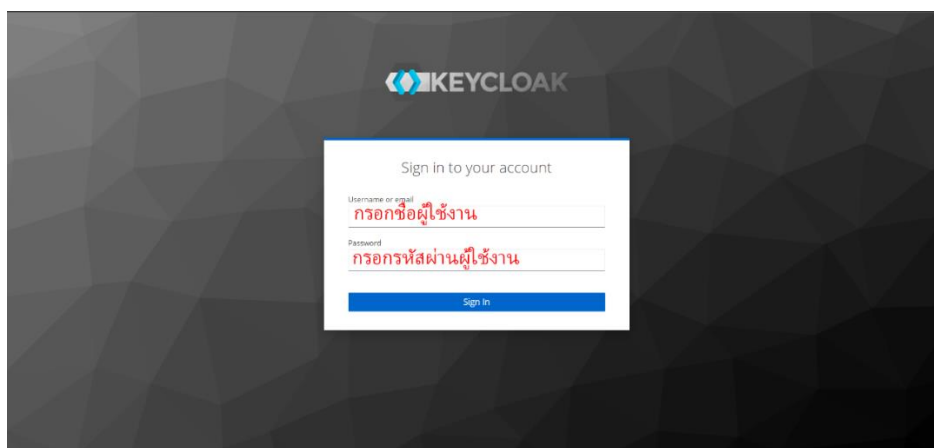 KEYCLOAK
Sign in to your account
Username or email
กรอกชื่อผู้ใช้งาน
Password
กรอกรหัสผ่านผู้ใช้งาน
Sign In